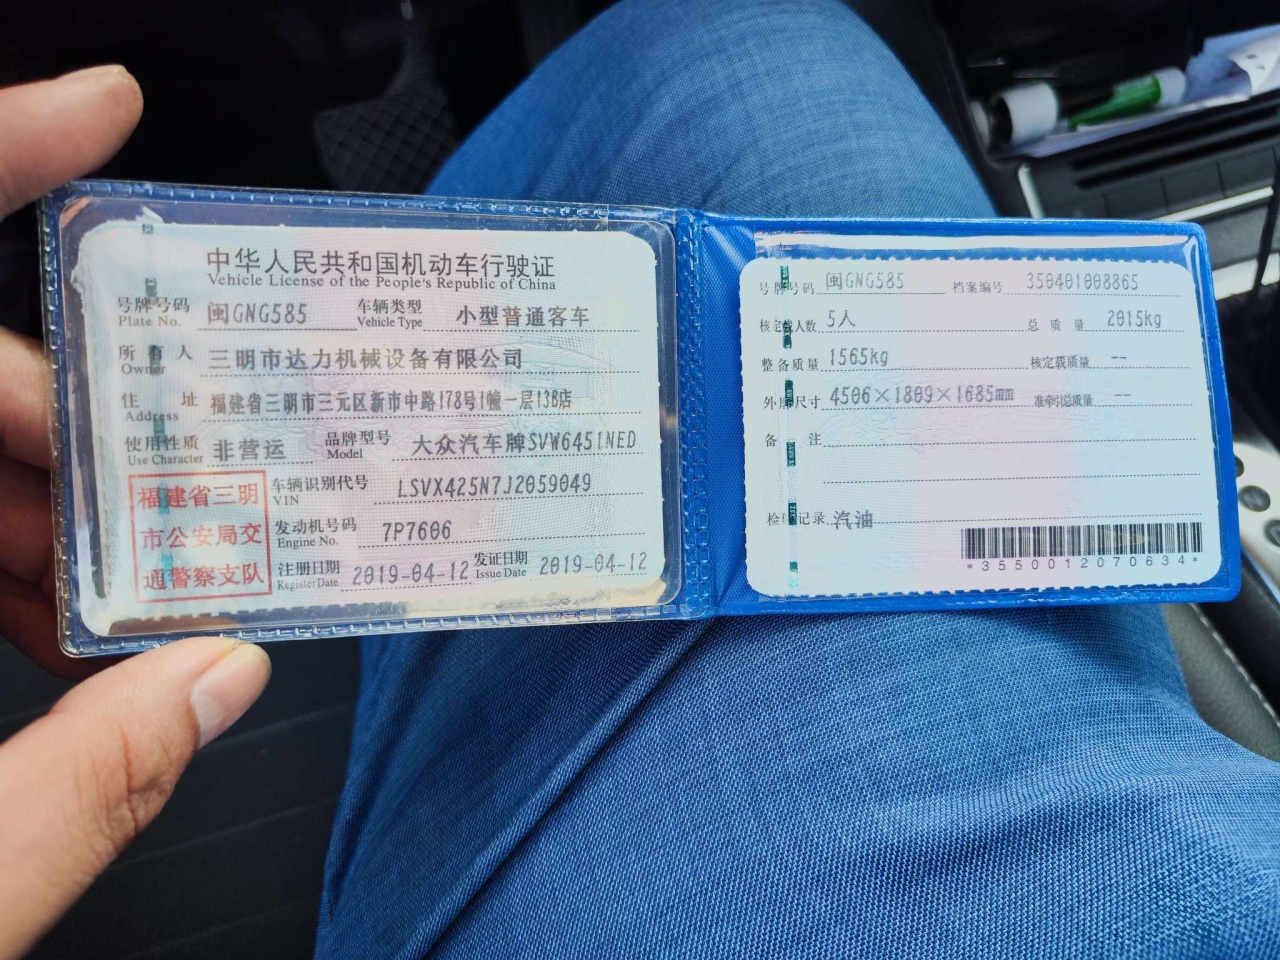 中华人民共和国机动车行驶证
Vehicle License of the People's Republic of China
号牌号码 闽GNG585 车辆类型 小型普通客车
Plate No. Vehicle Type
所有人 三明市达力机械设备有限公司
Owner
住址 福建省三明市三元区新市中路178号1幢一层13B店
Address
使用性质 非营运 品牌型号 大众汽车牌SVW6451NED
Use Character Model
福建省三明
市公安局交
通警察支队
车辆识别代号 LSVX425N7J2059049
VIN
发动机号码 7P7606
Engine No.
注册日期 2019-04-12 发证日期 2019-04-12
Register Date Issue Date
号牌号码 闽GNG585 档案编号 350401008865
核定载人数 5人 总质量 2015kg
整备质量 1565kg 核定载质量 --
外廓尺寸 4506×1809×1685mm 准牵引总质量 --
备注
检验记录 汽油
*3550012070634*